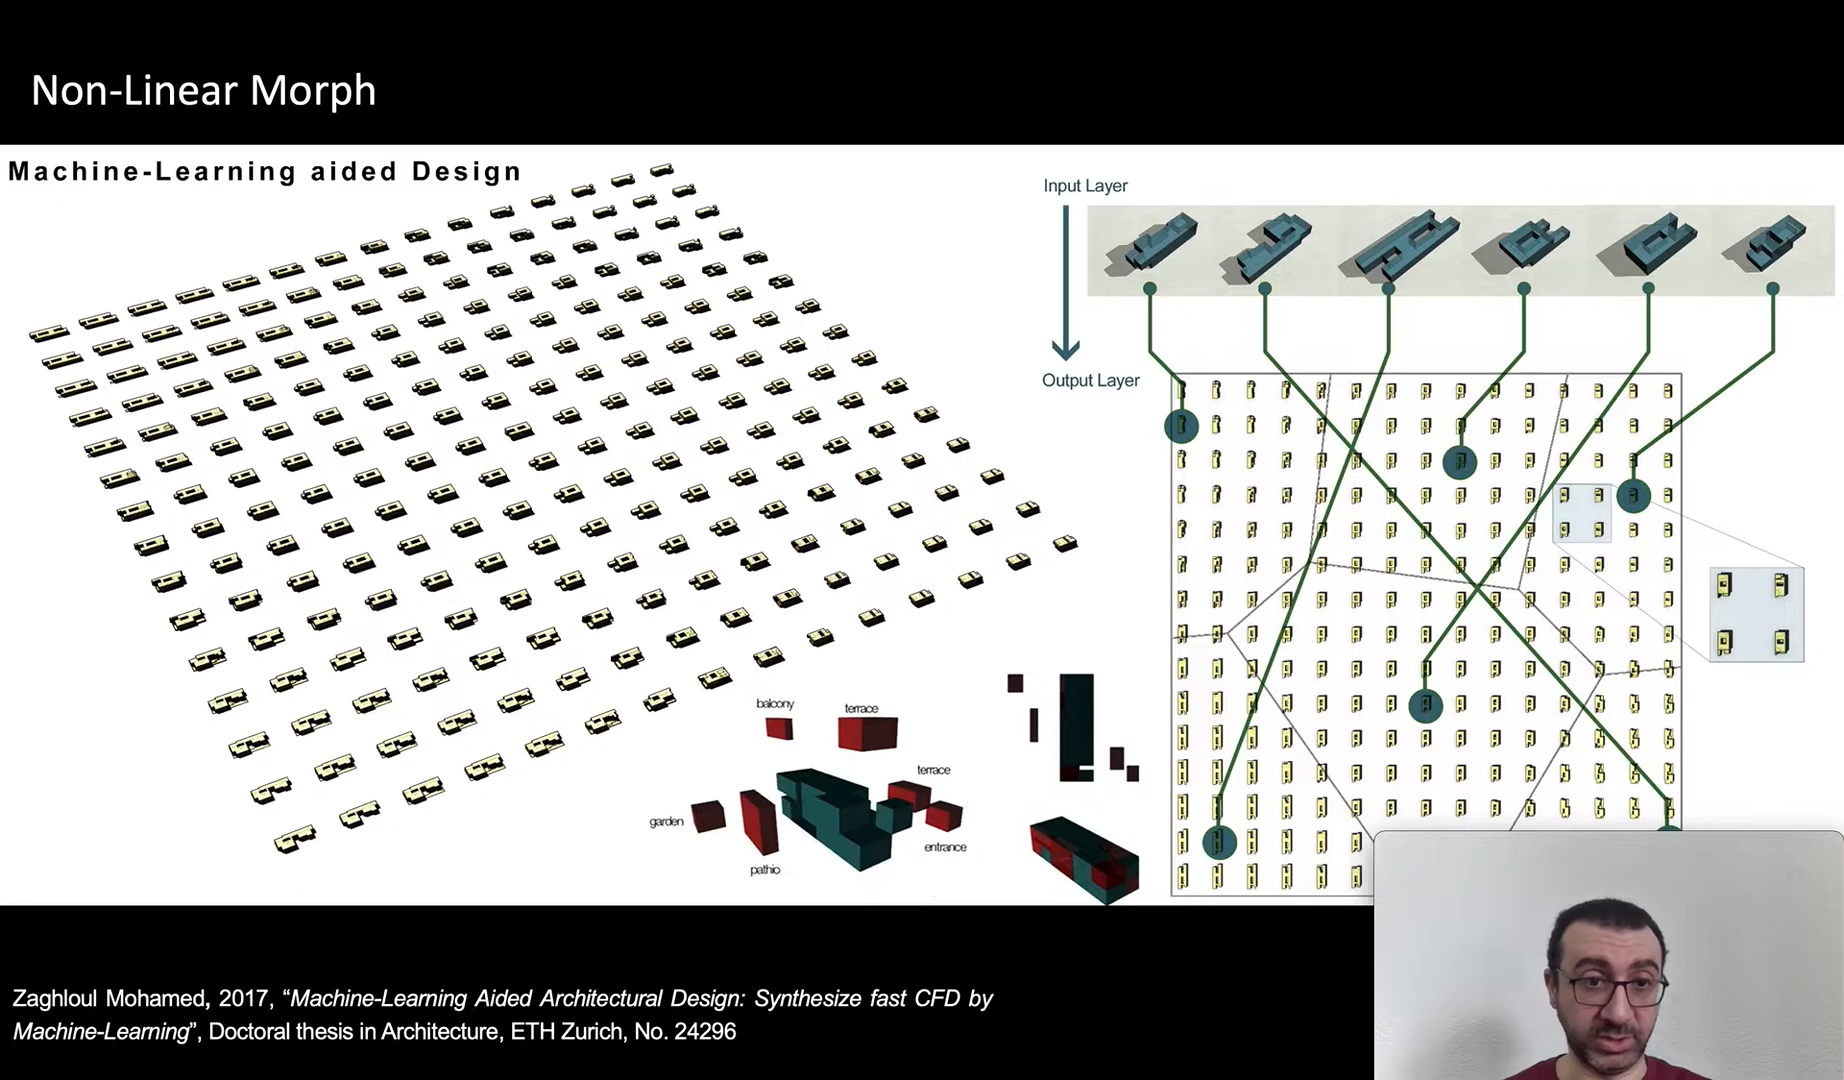 Non-Linear Morph
Machine-Learning aided Design
Input Layer
Output Layer
balcony
terrace
terrace
garden
entrance
pathio
Zaghloul Mohamed, 2017, “Machine-Learning Aided Architectural Design: Synthesize fast CFD by
Machine-Learning”, Doctoral thesis in Architecture, ETH Zurich, No. 24296